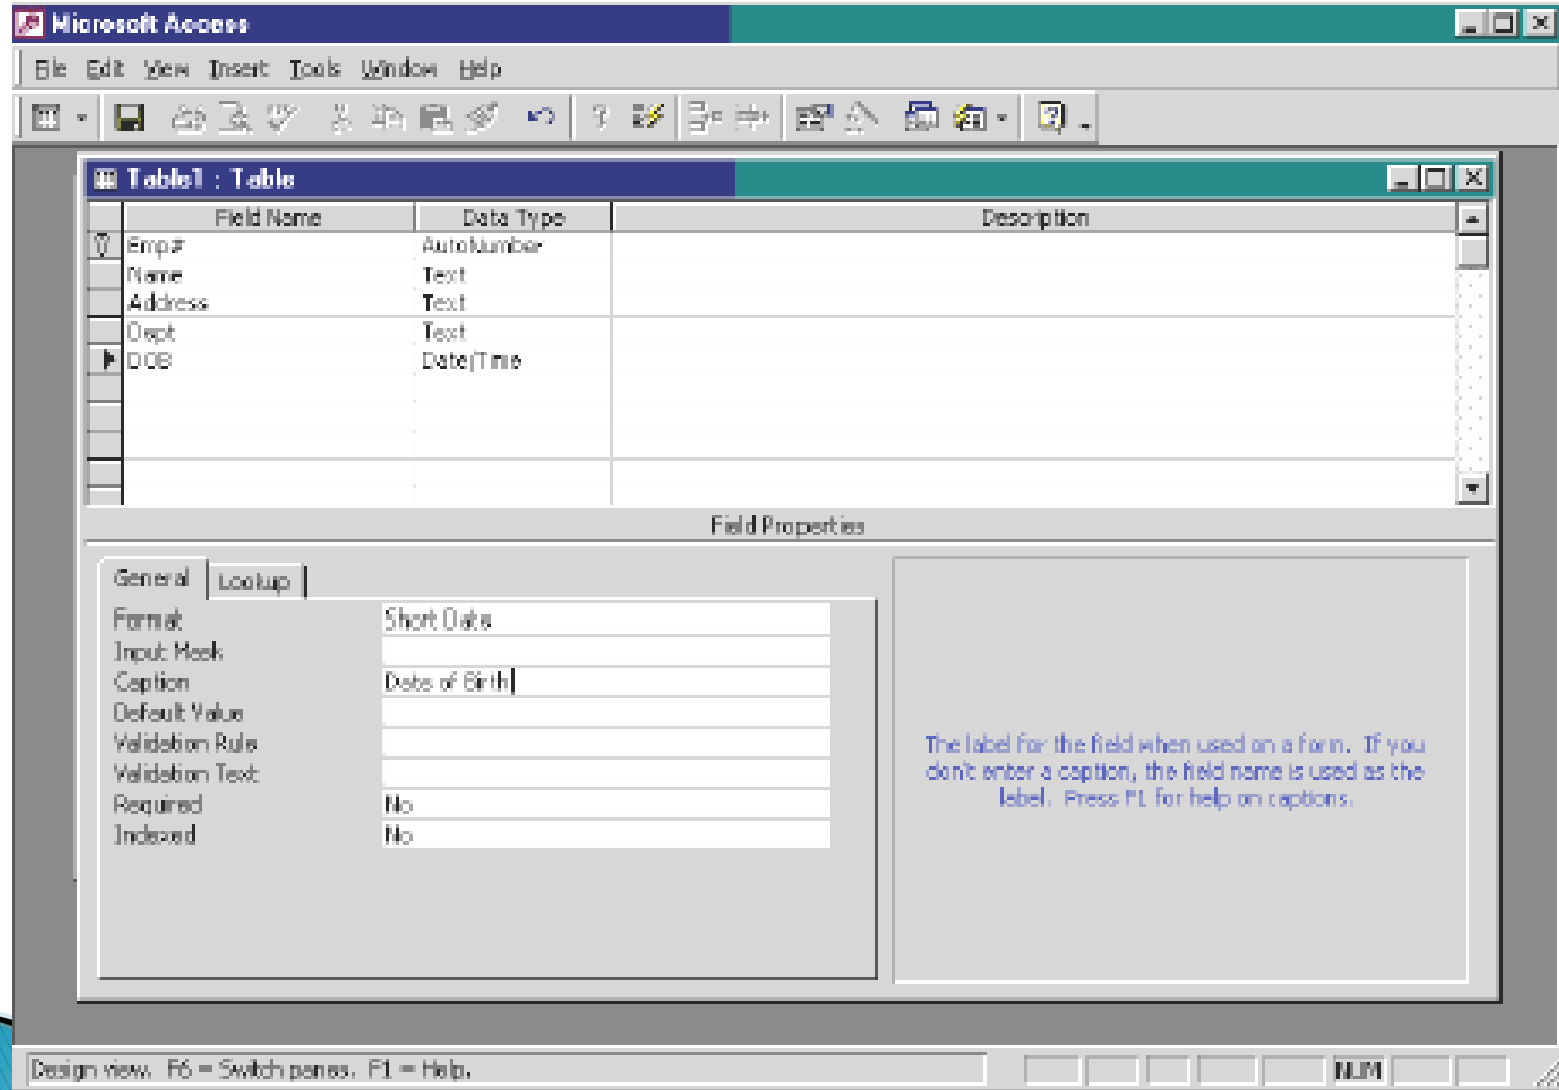 Microsoft Access
File Edit View Insert Tools Window Help
Table1 : Table
Field Name Data Type Description
Emp# AutoNumber
Name Text
Address Text
Dept Text
DOB Date/Time
Field Properties
General Lookup
Format Short Date
Input Mask
Caption Date of Birth
Default Value
Validation Rule
Validation Text
Required No
Indexed No
The label for the field when used on a form. If you
don't enter a caption, the field name is used as the
label. Press F1 for help on captions.
Design view. F6 = Switch panes. F1 = Help.
NUM